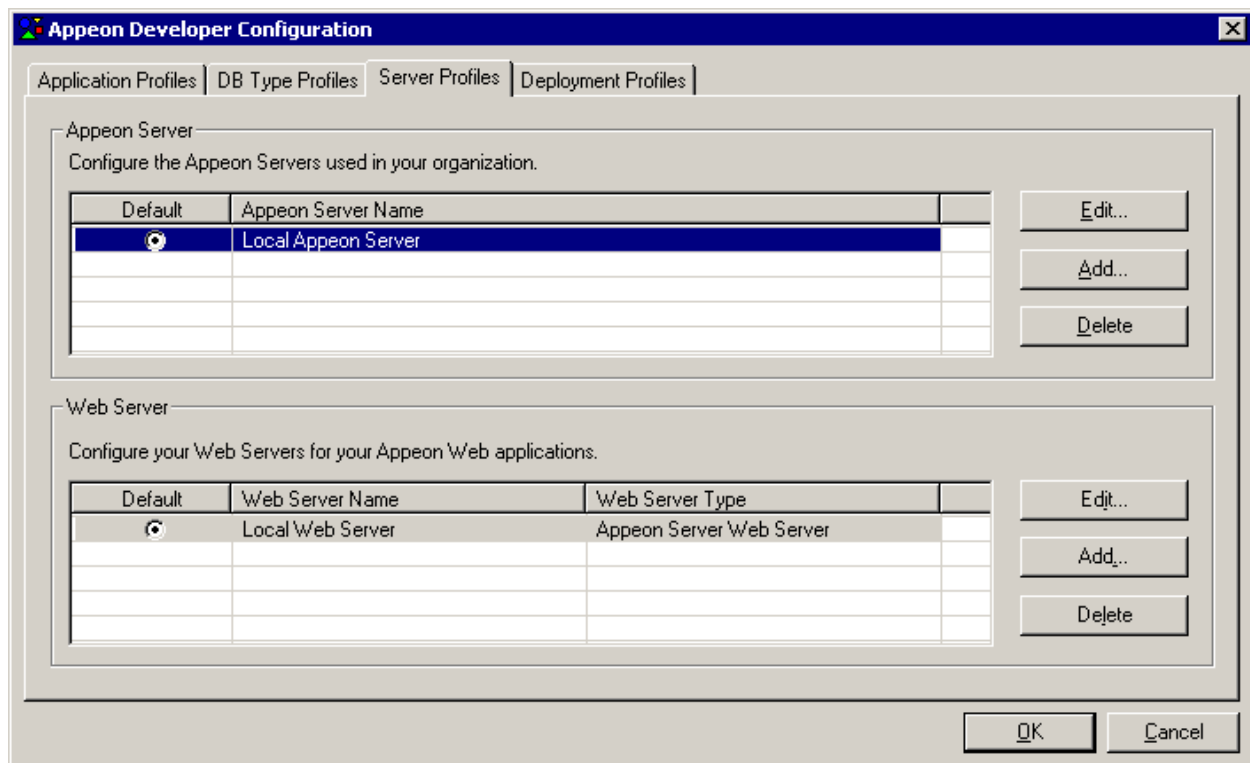 Appeon Developer Configuration
Application Profiles DB Type Profiles Server Profiles Deployment Profiles
Appeon Server
Configure the Appeon Servers used in your organization.
Default Appeon Server Name
Edit...
Local Appeon Server
Add...
Delete
Web Server
Configure your Web Servers for your Appeon Web applications.
Default Web Server Name Web Server Type
Edit...
Local Web Server Appeon Server Web Server
Add...
Delete
OK Cancel